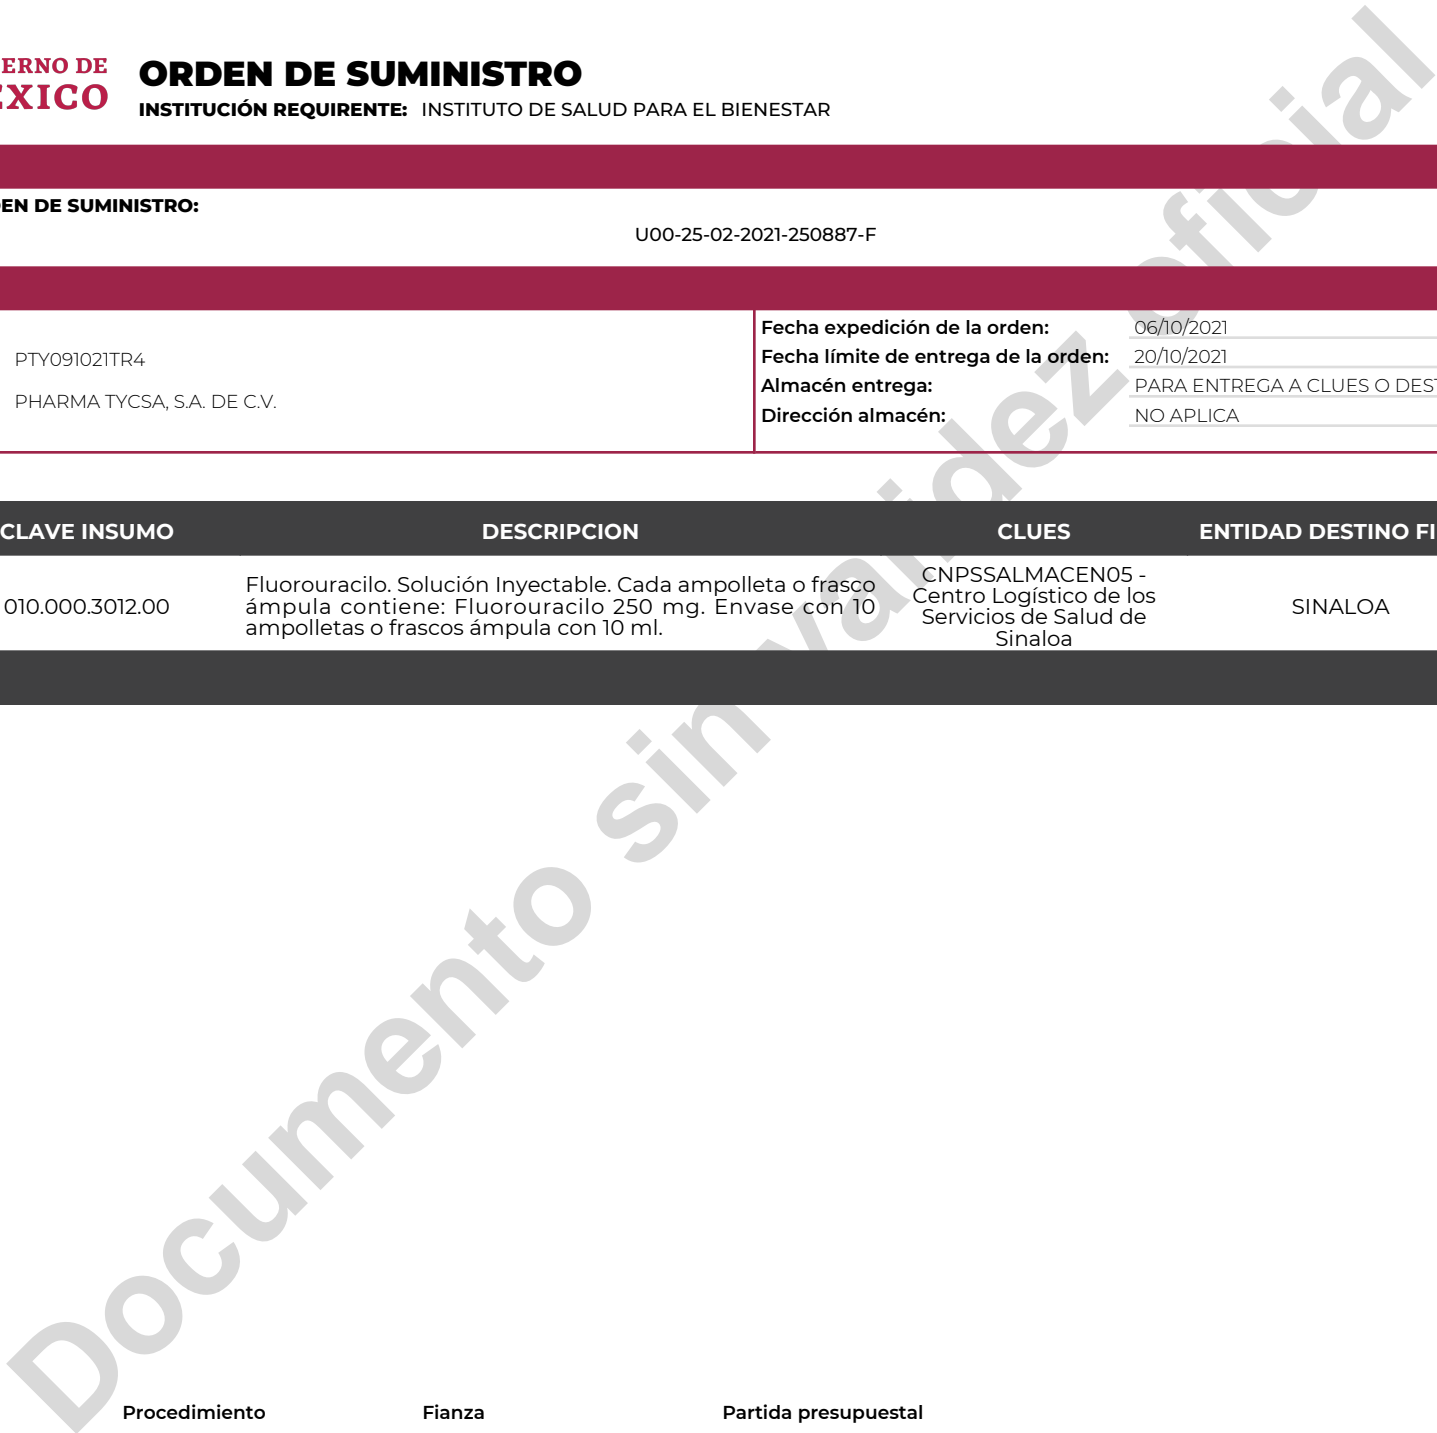 ERNO DE
ÉXICO
ORDEN DE SUMINISTRO
INSTITUCIÓN REQUIRENTE: INSTITUTO DE SALUD PARA EL BIENESTAR
EN DE SUMINISTRO:
U00-25-02-2021-250887-F
PTY091021TR4
PHARMA TYCSA, S.A. DE C.V.
Fecha expedición de la orden: 06/10/2021
Fecha límite de entrega de la orden: 20/10/2021
Almacén entrega: PARA ENTREGA A CLUES O DEST
Dirección almacén: NO APLICA
CLAVE INSUMO DESCRIPCION CLUES ENTIDAD DESTINO FI
010.000.3012.00
Fluorouracilo. Solución Inyectable. Cada ampolleta o frasco
ámpula contiene: Fluorouracilo 250 mg. Envase con 10
ampolletas o frascos ámpula con 10 ml.
CNPSSALMACEN05 -
Centro Logístico de los
Servicios de Salud de
Sinaloa
SINALOA
Documento sin validez oficial
Procedimiento Fianza Partida presupuestal